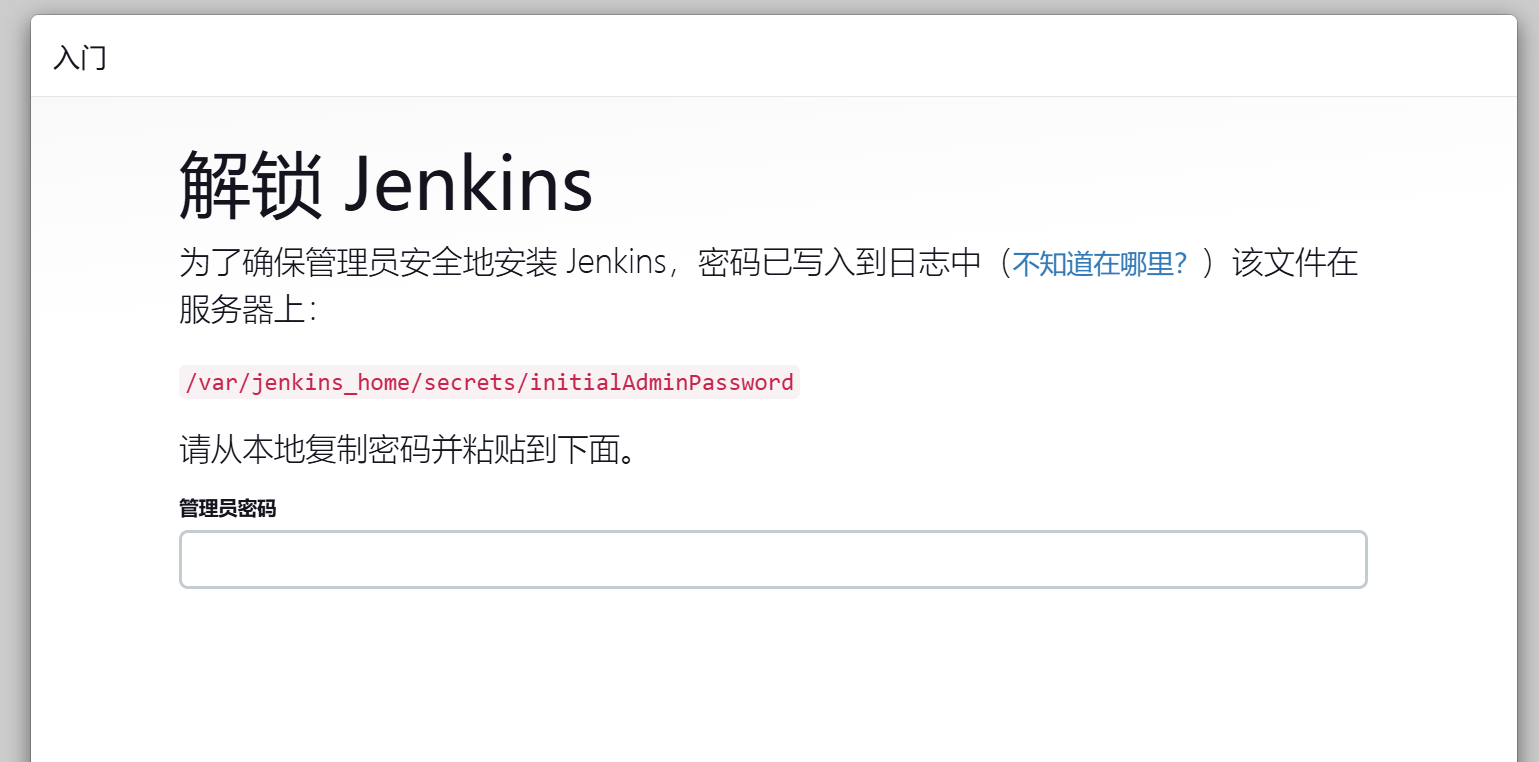 入门
解锁 Jenkins
为了确保管理员安全地安装 Jenkins，密码已写入到日志中（不知道在哪里？）该文件在
服务器上：
/var/jenkins_home/secrets/initialAdminPassword
请从本地复制密码并粘贴到下面。
管理员密码